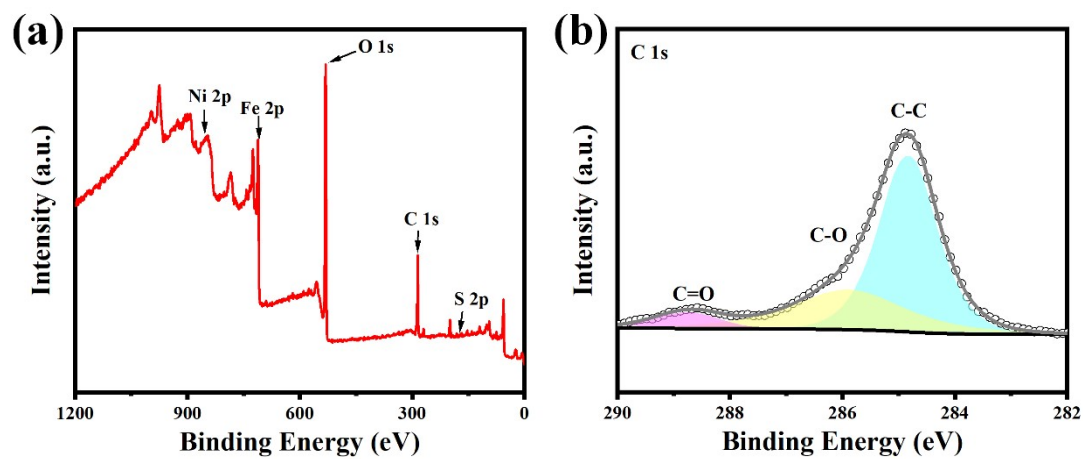 (a)
O 1s
Ni 2p
Fe 2p
C 1s
S 2p
Intensity (a.u.)
1200 900 600 300 0
Binding Energy (eV)
(b)
C 1s
C-C
C-O
C=O
Intensity (a.u.)
290 288 286 284 282
Binding Energy (eV)